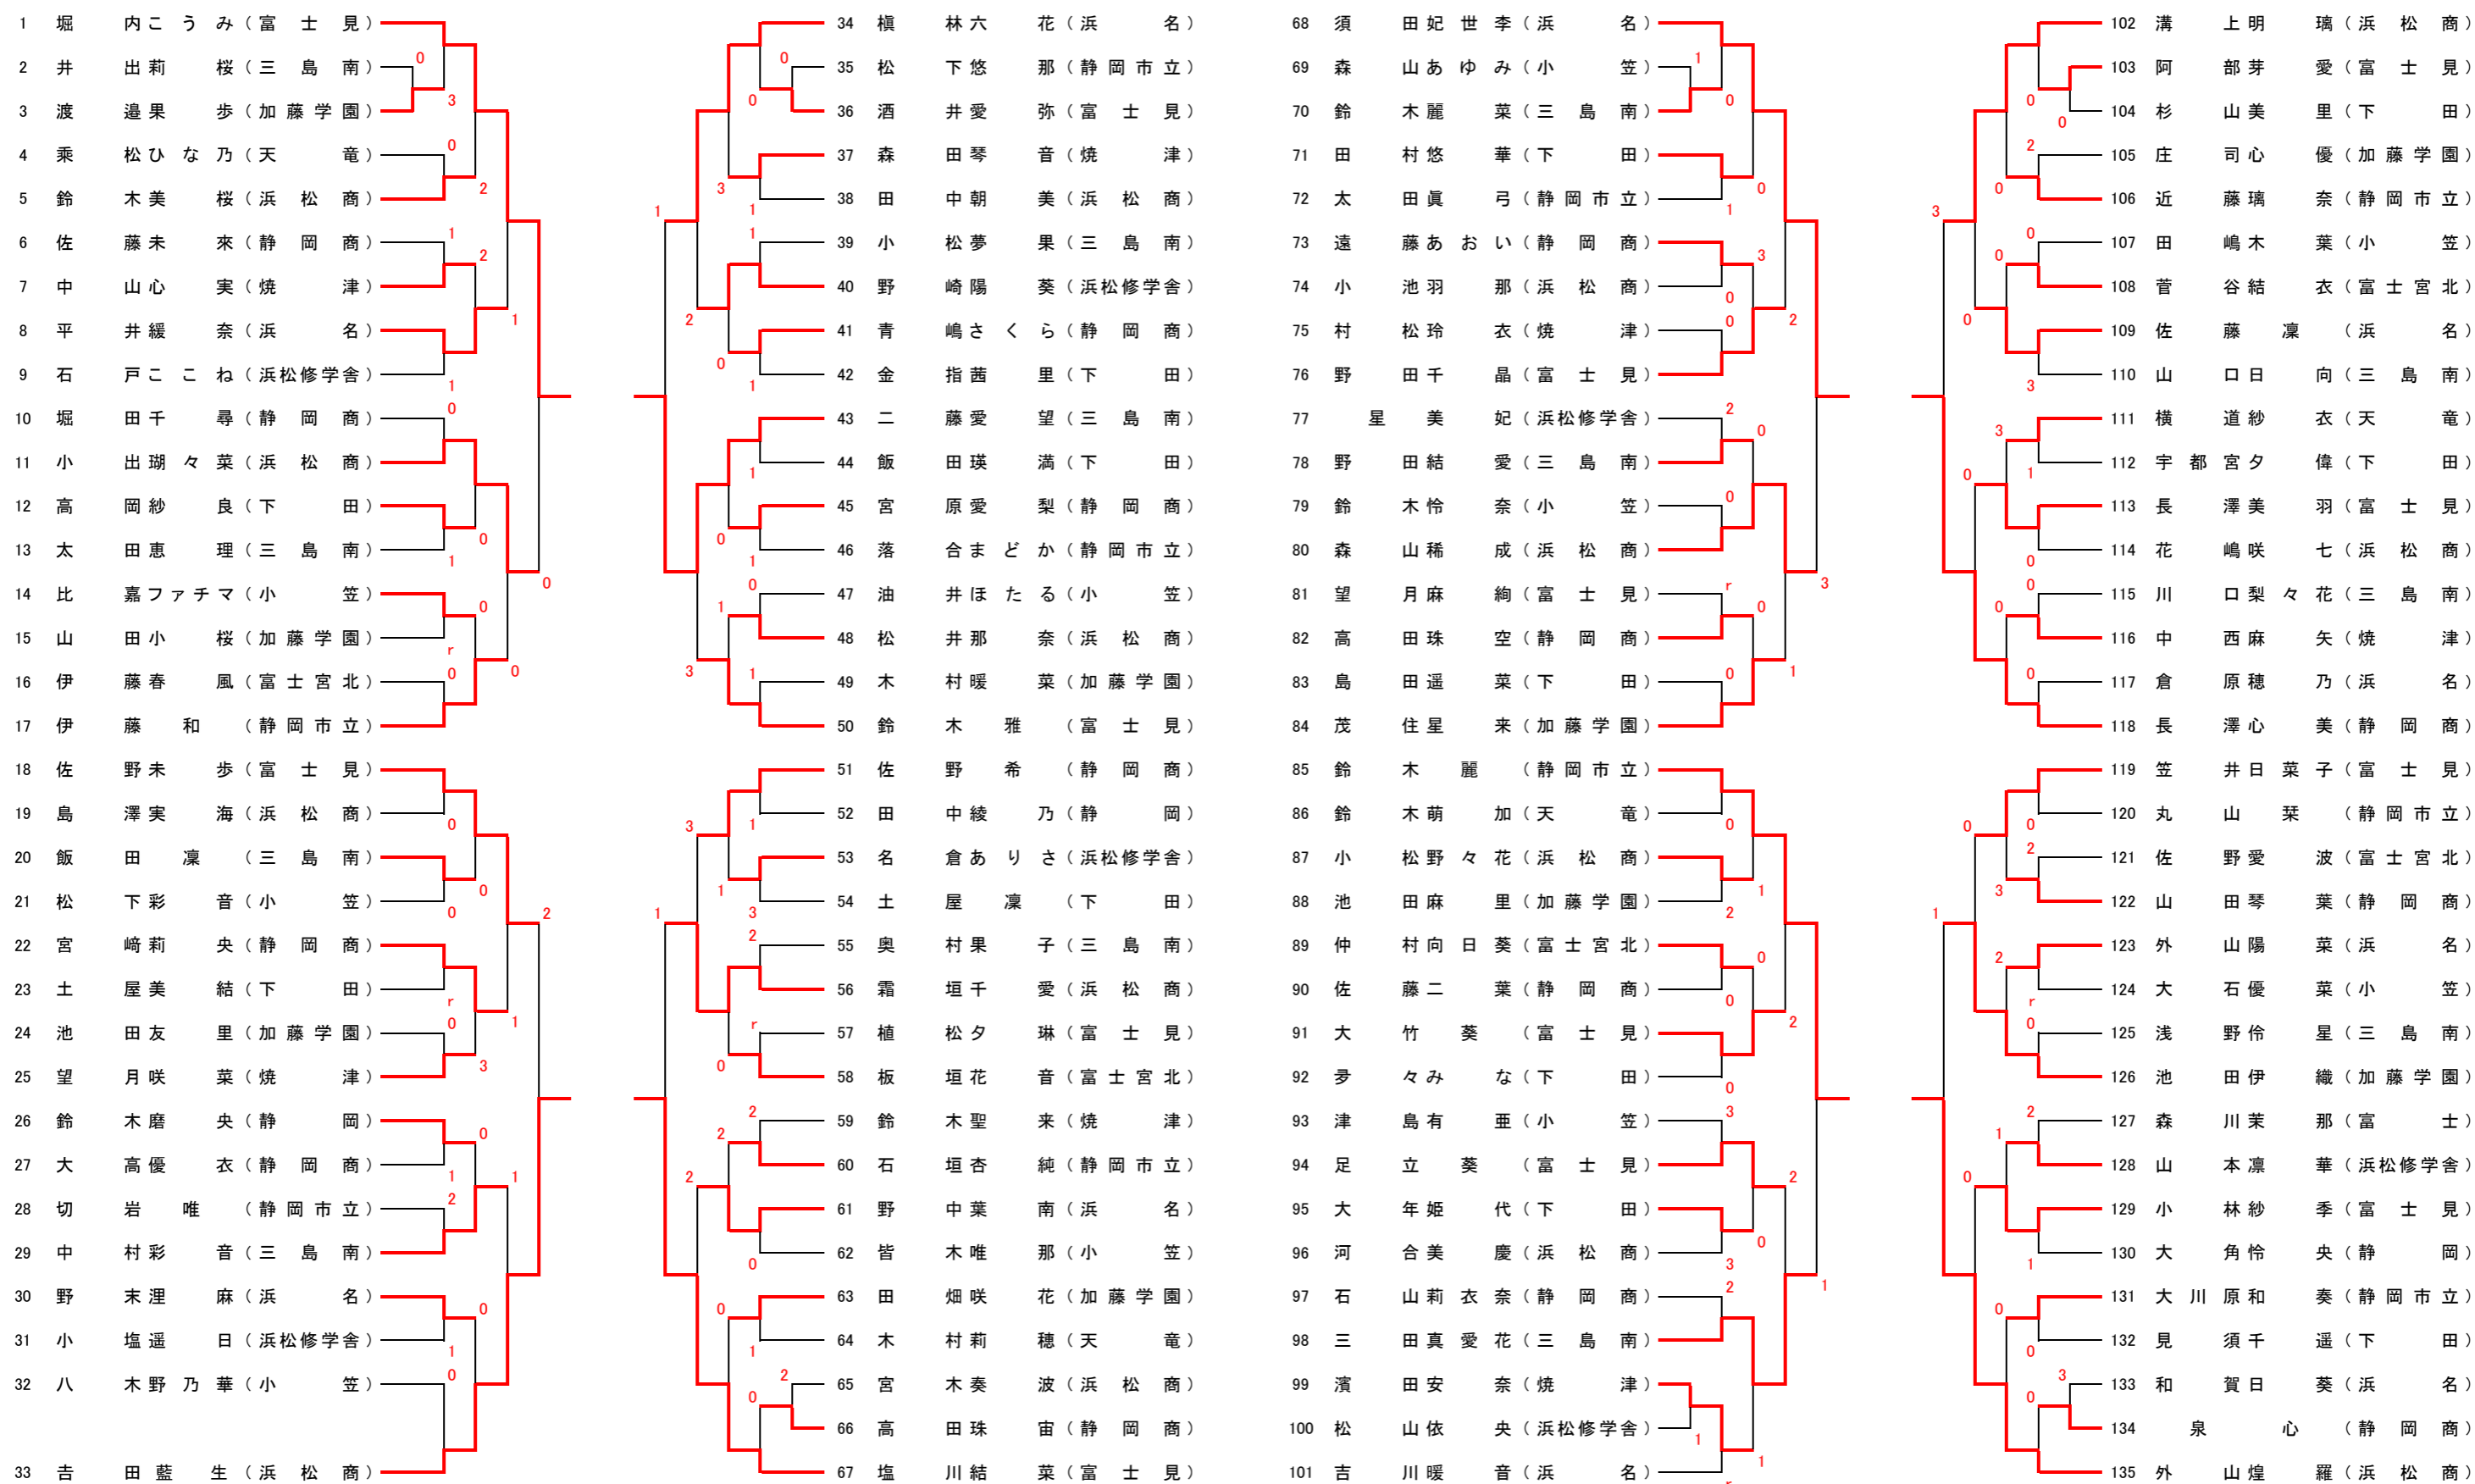 1 堀内こうみ(富士見)
2 井出莉桜(三島南)
3 渡邉果歩(加藤学園)
4 乘松ひな乃(天竜)
5 鈴木美桜(浜松商)
6 佐藤未來(静岡商)
7 中山心実(焼津)
8 平井緩奈(浜名)
9 石戸ここね(浜松修学舎)
10 堀田千尋(静岡商)
11 小出瑚々菜(浜松商)
12 高岡紗良(下田)
13 太田恵理(三島南)
14 比嘉ファチマ(小笠)
15 山田小桜(加藤学園)
16 伊藤春風(富士宮北)
17 伊藤和(静岡市立)
18 佐野未歩(富士見)
19 島澤実海(浜松商)
20 飯田凜(三島南)
21 松下彩音(小笠)
22 宮﨑莉央(静岡商)
23 土屋美結(下田)
24 池田友里(加藤学園)
25 望月咲菜(焼津)
26 鈴木磨央(静岡)
27 大高優衣(静岡商)
28 切岩唯(静岡市立)
29 中村彩音(三島南)
30 野末浬麻(浜名)
31 小塩遥日(浜松修学舎)
32 八木野乃華(小笠)
33 𠮷田藍生(浜松商)
34 槇林六花(浜名)
35 松下悠那(静岡市立)
36 酒井愛弥(富士見)
37 森田琴音(焼津)
38 田中朝美(浜松商)
39 小松夢果(三島南)
40 野崎陽葵(浜松修学舎)
41 青嶋さくら(静岡商)
42 金指茜里(下田)
43 二藤愛望(三島南)
44 飯田瑛満(下田)
45 宮原愛梨(静岡商)
46 落合まどか(静岡市立)
47 油井ほたる(小笠)
48 松井那奈(浜松商)
49 木村暖菜(加藤学園)
50 鈴木雅(富士見)
51 佐野希(静岡商)
52 田中綾乃(静岡)
53 名倉ありさ(浜松修学舎)
54 土屋凜(下田)
55 奥村果子(三島南)
56 霜垣千愛(浜松商)
57 植松夕琳(富士見)
58 板垣花音(富士宮北)
59 鈴木聖来(焼津)
60 石垣杏純(静岡市立)
61 野中葉南(浜名)
62 皆木唯那(小笠)
63 田畑咲花(加藤学園)
64 木村莉穂(天竜)
65 宮木奏波(浜松商)
66 高田珠宙(静岡商)
67 塩川結菜(富士見)
68 須田妃世李(浜名)
69 森山あゆみ(小笠)
70 鈴木麗菜(三島南)
71 田村悠華(下田)
72 太田眞弓(静岡市立)
73 遠藤あおい(静岡商)
74 小池羽那(浜松商)
75 村松玲衣(焼津)
76 野田千晶(富士見)
77 星美妃(浜松修学舎)
78 野田結愛(三島南)
79 鈴木怜奈(小笠)
80 森山稀成(浜松商)
81 望月麻絢(富士見)
82 高田珠空(静岡商)
83 島田遥菜(下田)
84 茂住星来(加藤学園)
85 鈴木麗(静岡市立)
86 鈴木萌加(天竜)
87 小松野々花(浜松商)
88 池田麻里(加藤学園)
89 仲村向日葵(富士宮北)
90 佐藤二葉(静岡商)
91 大竹葵(富士見)
92 夛々みな(下田)
93 津島有亜(小笠)
94 足立葵(富士見)
95 大年姫代(下田)
96 河合美慶(浜松商)
97 石山莉衣奈(静岡商)
98 三田真愛花(三島南)
99 濱田安奈(焼津)
100 松山依央(浜松修学舎)
101 吉川暖音(浜名)
102 溝上明璃(浜松商)
103 阿部芽愛(富士見)
104 杉山美里(下田)
105 庄司心優(加藤学園)
106 近藤璃奈(静岡市立)
107 田嶋木葉(小笠)
108 菅谷結衣(富士宮北)
109 佐藤凜(浜名)
110 山口日向(三島南)
111 横道紗衣(天竜)
112 宇都宮夕偉(下田)
113 長澤美羽(富士見)
114 花嶋咲七(浜松商)
115 川口梨々花(三島南)
116 中西麻矢(焼津)
117 倉原穂乃(浜名)
118 長澤心美(静岡商)
119 笠井日菜子(富士見)
120 丸山栞(静岡市立)
121 佐野愛波(富士宮北)
122 山田琴葉(静岡商)
123 外山陽菜(浜名)
124 大石優菜(小笠)
125 浅野伶星(三島南)
126 池田伊織(加藤学園)
127 森川茉那(富士)
128 山本凛華(浜松修学舎)
129 小林紗季(富士見)
130 大角怜央(静岡)
131 大川原和奏(静岡市立)
132 見須千遥(下田)
133 和賀日葵(浜名)
134 泉心(静岡商)
135 外山煌羅(浜松商)